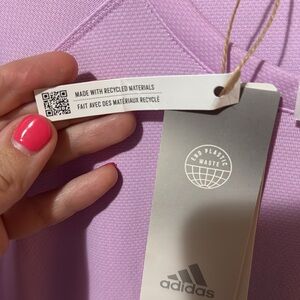 MADE WITH RECYCLED MATERIALS
FAIT AVEC DES MATÉRIAUX RECYCLÉ
END PLASTIC
WASTE
adidas